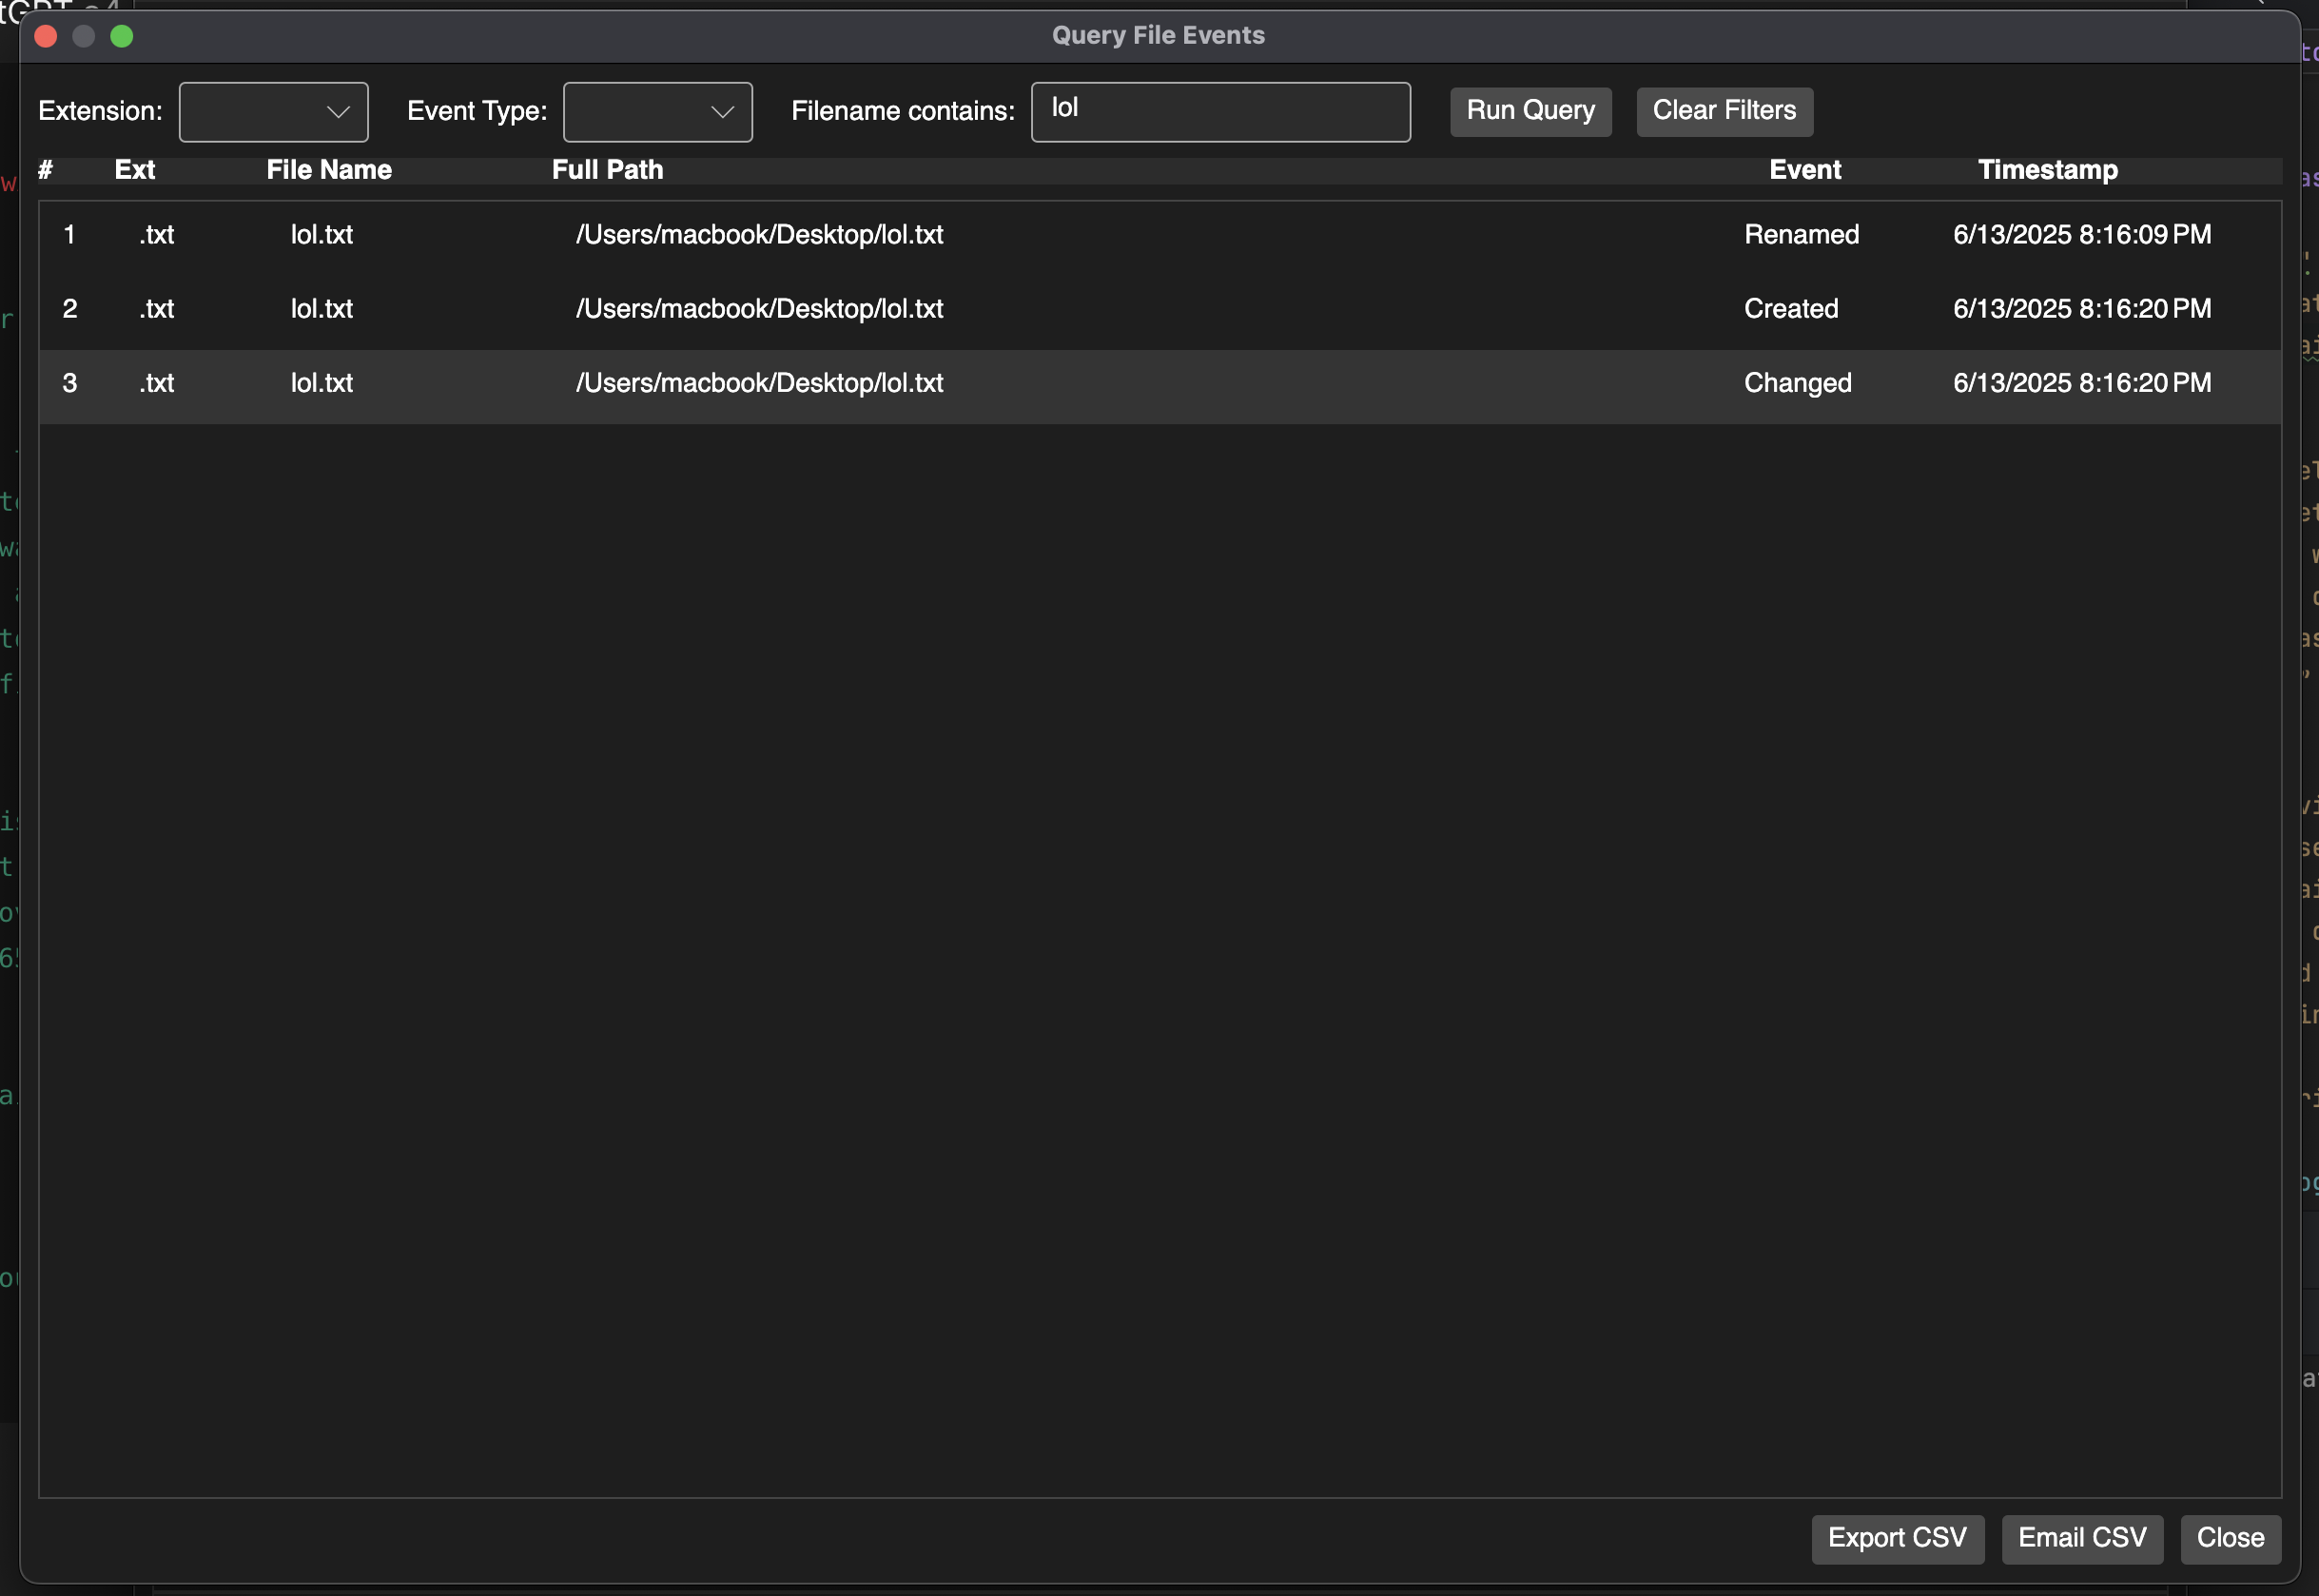 Query File Events
Extension: Event Type: Filename contains: lol Run Query Clear Filters
# Ext File Name Full Path Event Timestamp
1 .txt lol.txt /Users/macbook/Desktop/lol.txt Renamed 6/13/2025 8:16:09 PM
2 .txt lol.txt /Users/macbook/Desktop/lol.txt Created 6/13/2025 8:16:20 PM
3 .txt lol.txt /Users/macbook/Desktop/lol.txt Changed 6/13/2025 8:16:20 PM
Export CSV Email CSV Close